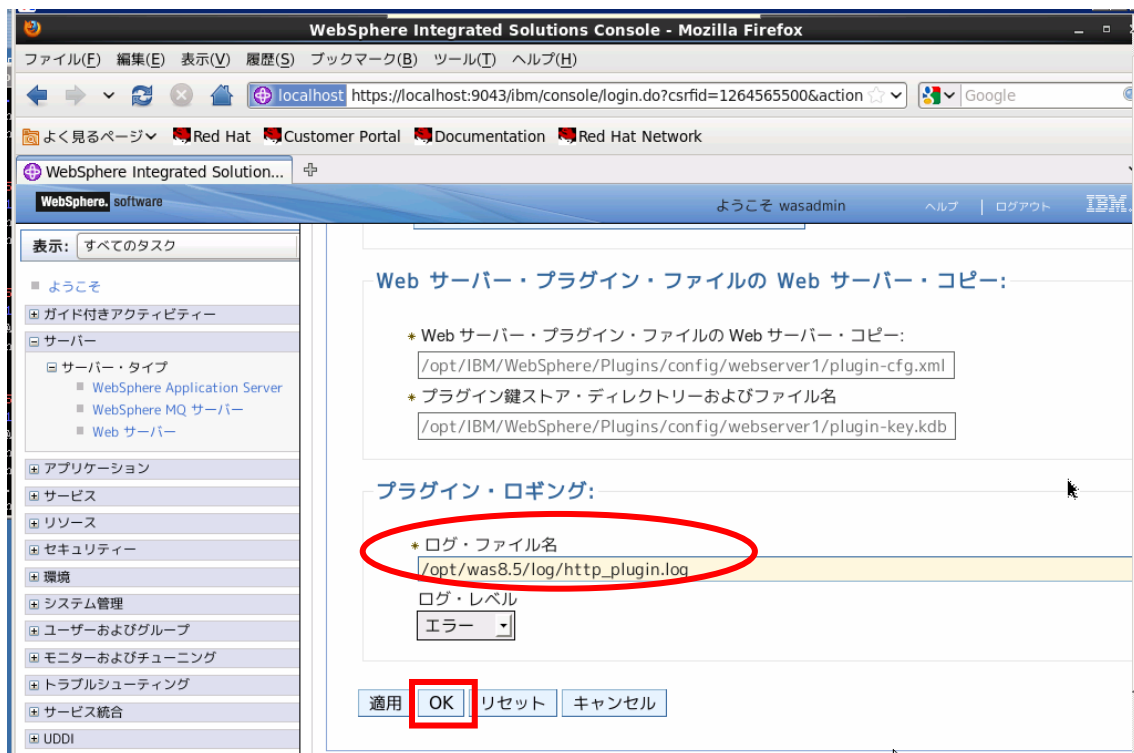 WebSphere Integrated Solutions Console - Mozilla Firefox
ファイル(F) 編集(E) 表示(V) 履歴(S) ブックマーク(B) ツール(T) ヘルプ(H)
localhost https://localhost:9043/ibm/console/login.do?csrfid=1264565500&action Google
よく見るページ Red Hat Customer Portal Documentation Red Hat Network
WebSphere Integrated Solution...
WebSphere. software ようこそ wasadmin ヘルプ | ログアウト IBM.
表示: すべてのタスク
ようこそ
ガイド付きアクティビティー
サーバー
サーバー・タイプ
WebSphere Application Server
WebSphere MQ サーバー
Web サーバー
アプリケーション
サービス
リソース
セキュリティー
環境
システム管理
ユーザーおよびグループ
モニターおよびチューニング
トラブルシューティング
サービス統合
UDDI
Web サーバー・プラグイン・ファイルの Web サーバー・コピー:
* Web サーバー・プラグイン・ファイルの Web サーバー・コピー:
/opt/IBM/WebSphere/Plugins/config/webserver1/plugin-cfg.xml
* プラグイン鍵ストア・ディレクトリーおよびファイル名
/opt/IBM/WebSphere/Plugins/config/webserver1/plugin-key.kdb
プラグイン・ロギング:
* ログ・ファイル名
/opt/was8.5/log/http_plugin.log
ログ・レベル
エラー
適用 OK リセット キャンセル